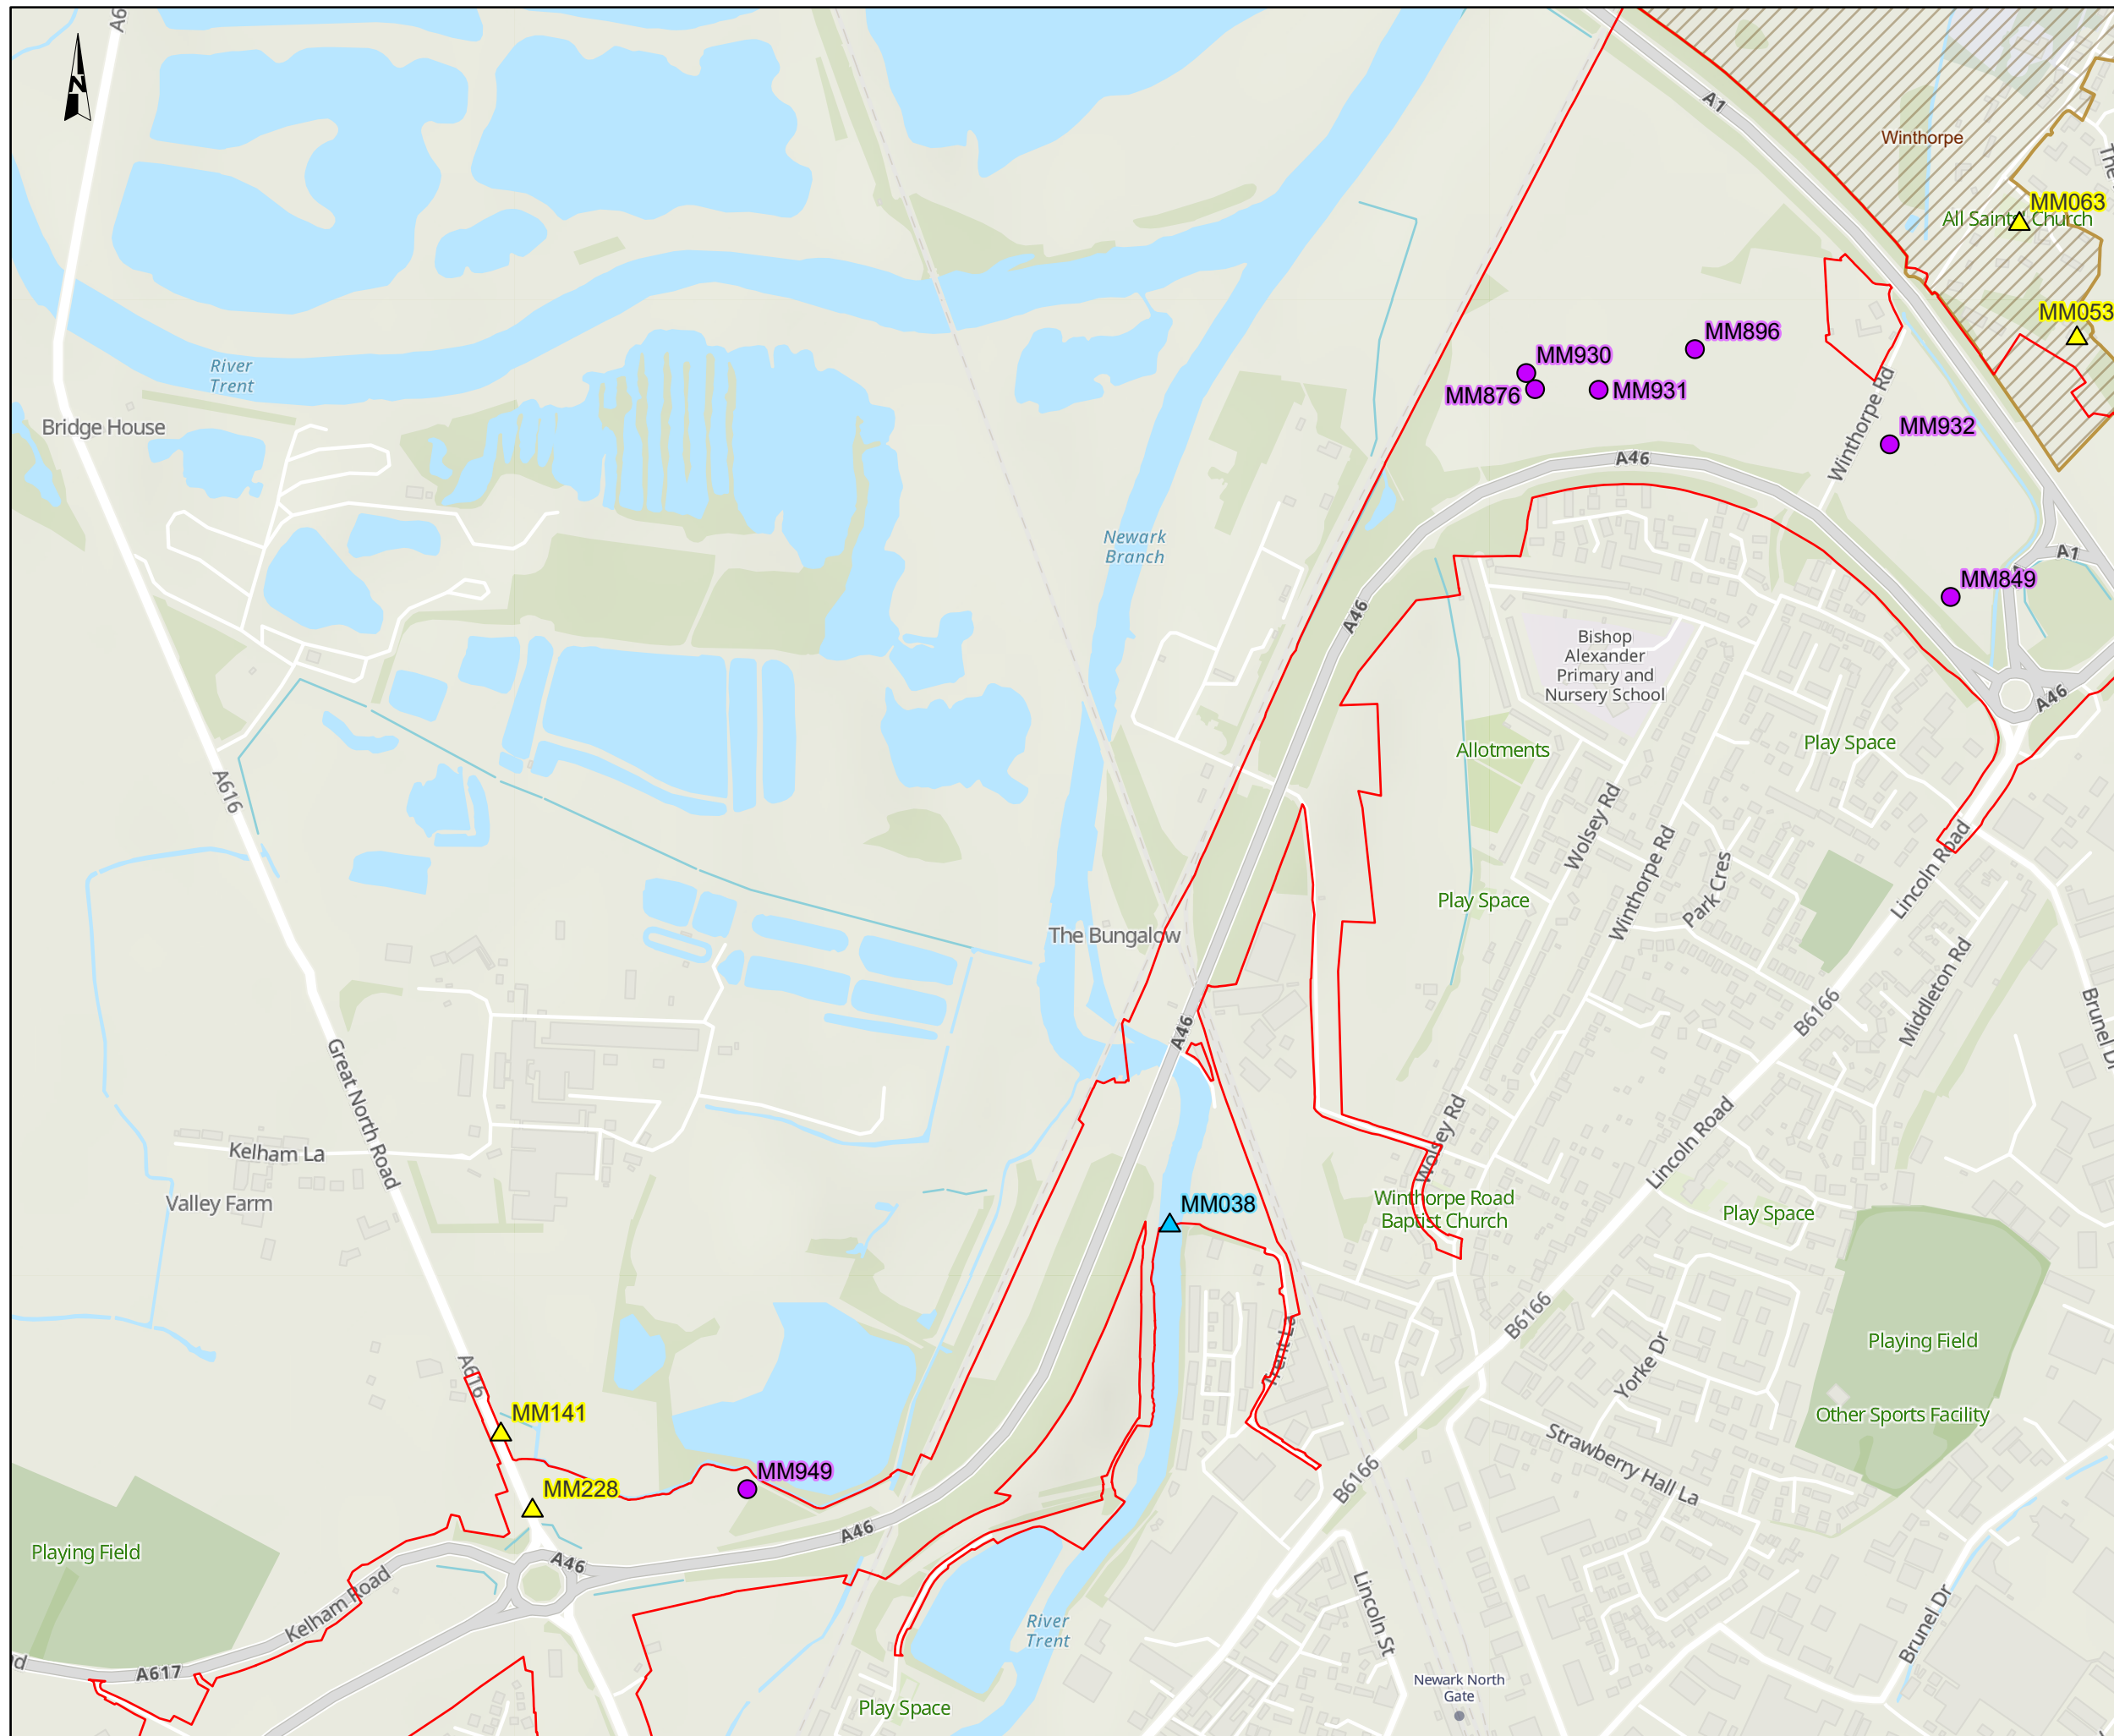 A6
N
A1
Winthorpe
The
MM063
All Saints' Church
MM053
River
Trent
MM896
MM930
MM876
MM931
Bridge House
Winthorpe Rd
MM932
A46
Newark
Branch
A1
MM849
A46
Bishop
Alexander
Primary and
Nursery School
A46
Allotments
Play Space
A616
Wolsey Rd
Winthorpe Rd
Park Cres
Lincoln Road
Play Space
The Bungalow
Middleton Rd
B6166
Brunel Dr
A46
Great North Road
Kelham La
Wolsey Rd
Lincoln Road
Valley Farm
MM038
Winthorpe Road
Baptist Church
Play Space
B6166
Trent La
Yorke Dr
Playing Field
A616
MM141
Other Sports Facility
Strawberry Hall La
MM949
MM228
B6166
A46
Playing Field
A46
Kelham Road
Lincoln St
River
Trent
Brunel Dr
A617
Newark North
Gate
Play Space